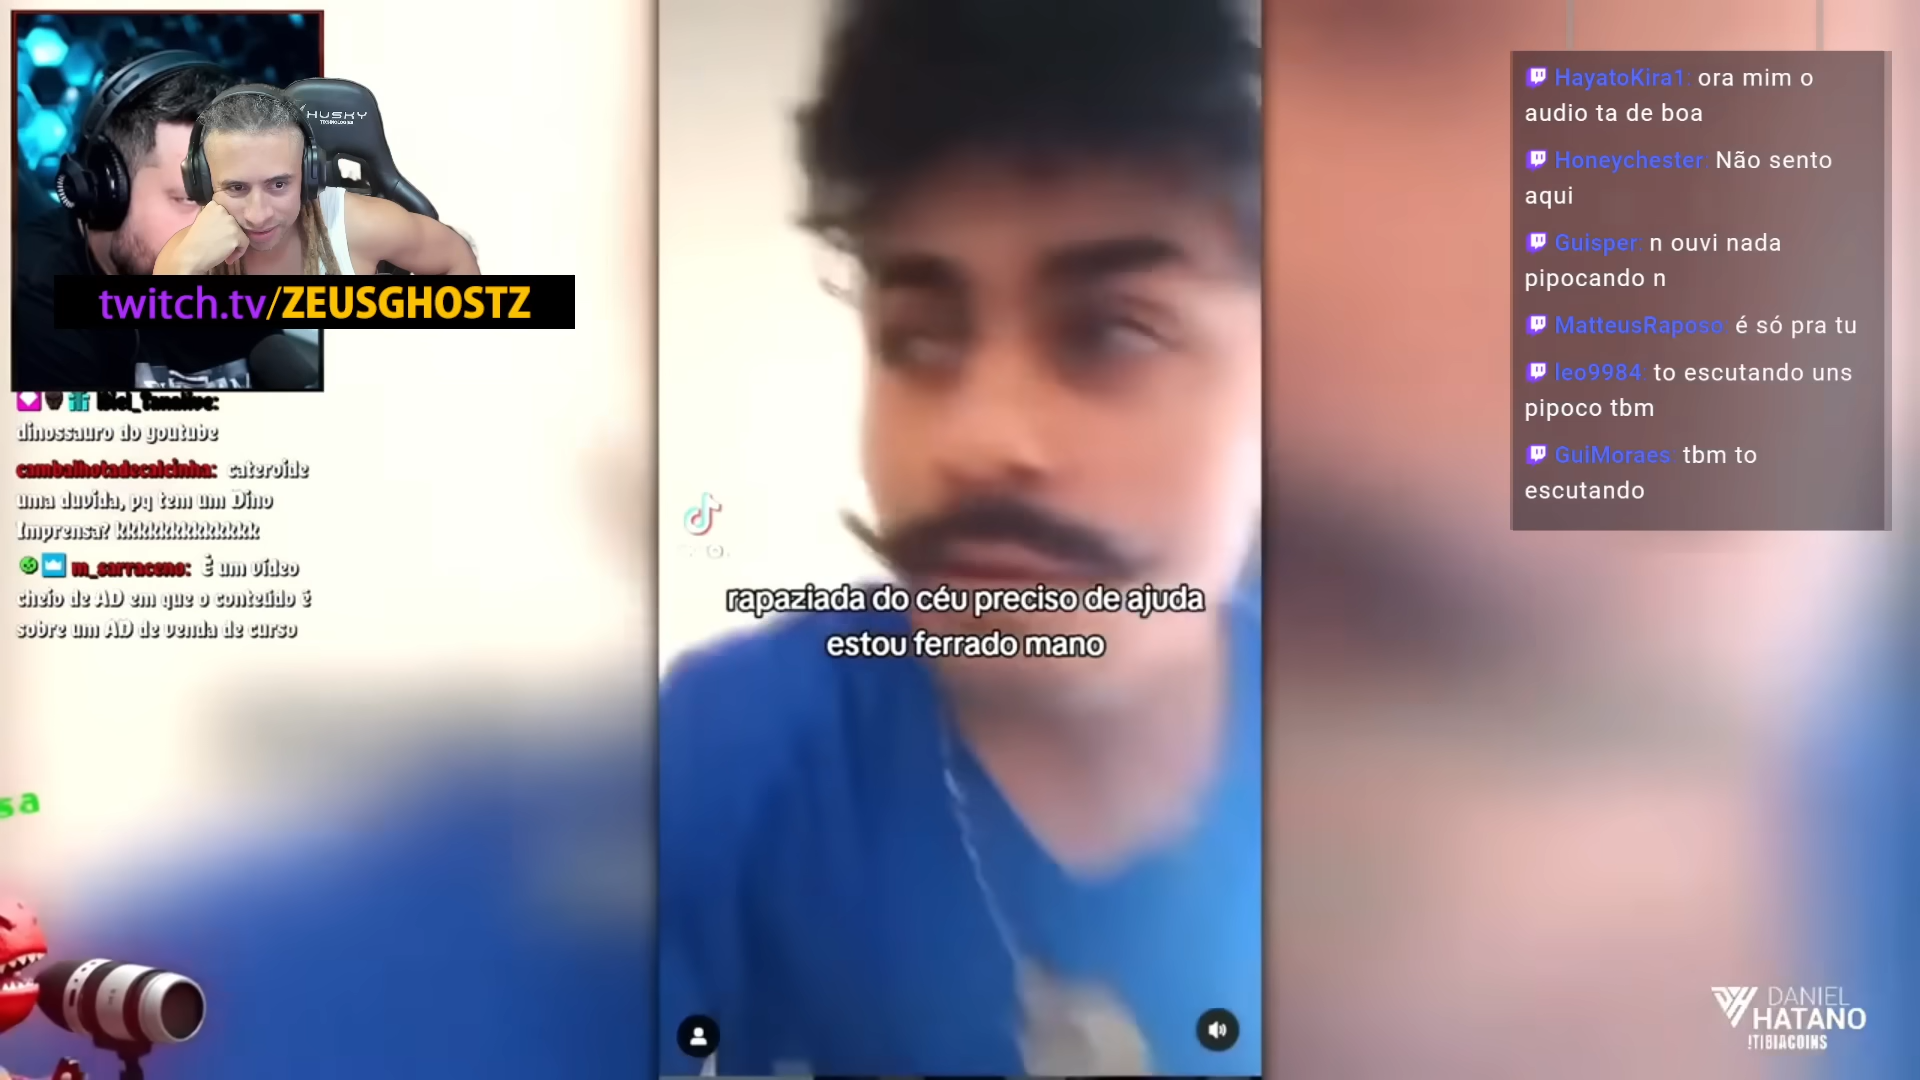 HUSKY
TECHNOLOGIES
twitch.tv/ZEUSGHOSTZ
dinossauro do youtube
cambalhotadecalcinha: cateroide
uma duvida, pq tem um Dino
Imprensa? kkkkkkkkkkkkk
m_sarraceno: É um vídeo
cheio de AD em que o conteúdo é
sobre um AD de venda de curso
sa
rapaziada do céu preciso de ajuda
estou ferrado mano
HayatoKira1: ora mim o
audio ta de boa
Honeychester: Não sento
aqui
Guisper: n ouvi nada
pipocando n
MatteusRaposo: é só pra tu
leo9984: to escutando uns
pipoco tbm
GuiMoraes: tbm to
escutando
DANIEL
HATANO
!TIBIACOINS